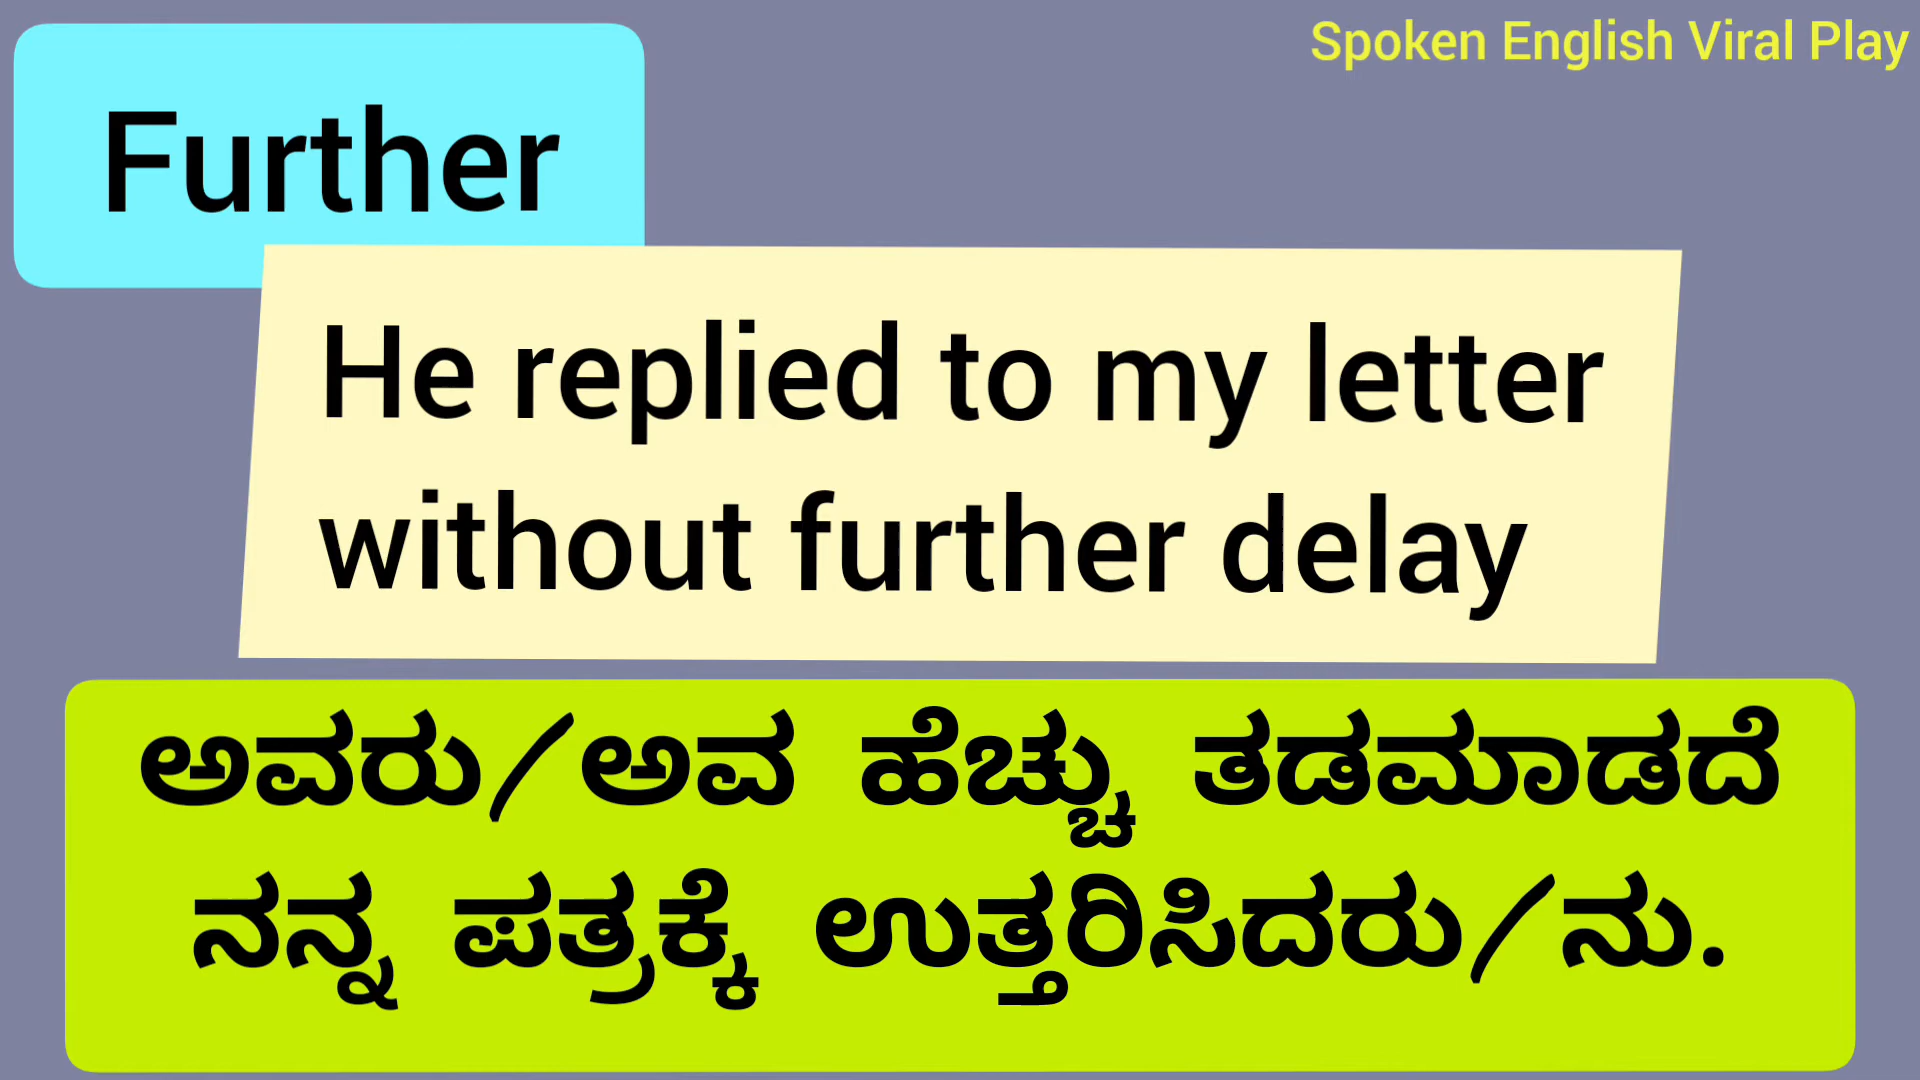 Spoken English Viral Play
Further
He replied to my letter
without further delay
ಅವರು/ಅವ ಹೆಚ್ಚು ತಡಮಾಡದೆ
ನನ್ನ ಪತ್ರಕ್ಕೆ ಉತ್ತರಿಸಿದರು/ನು.